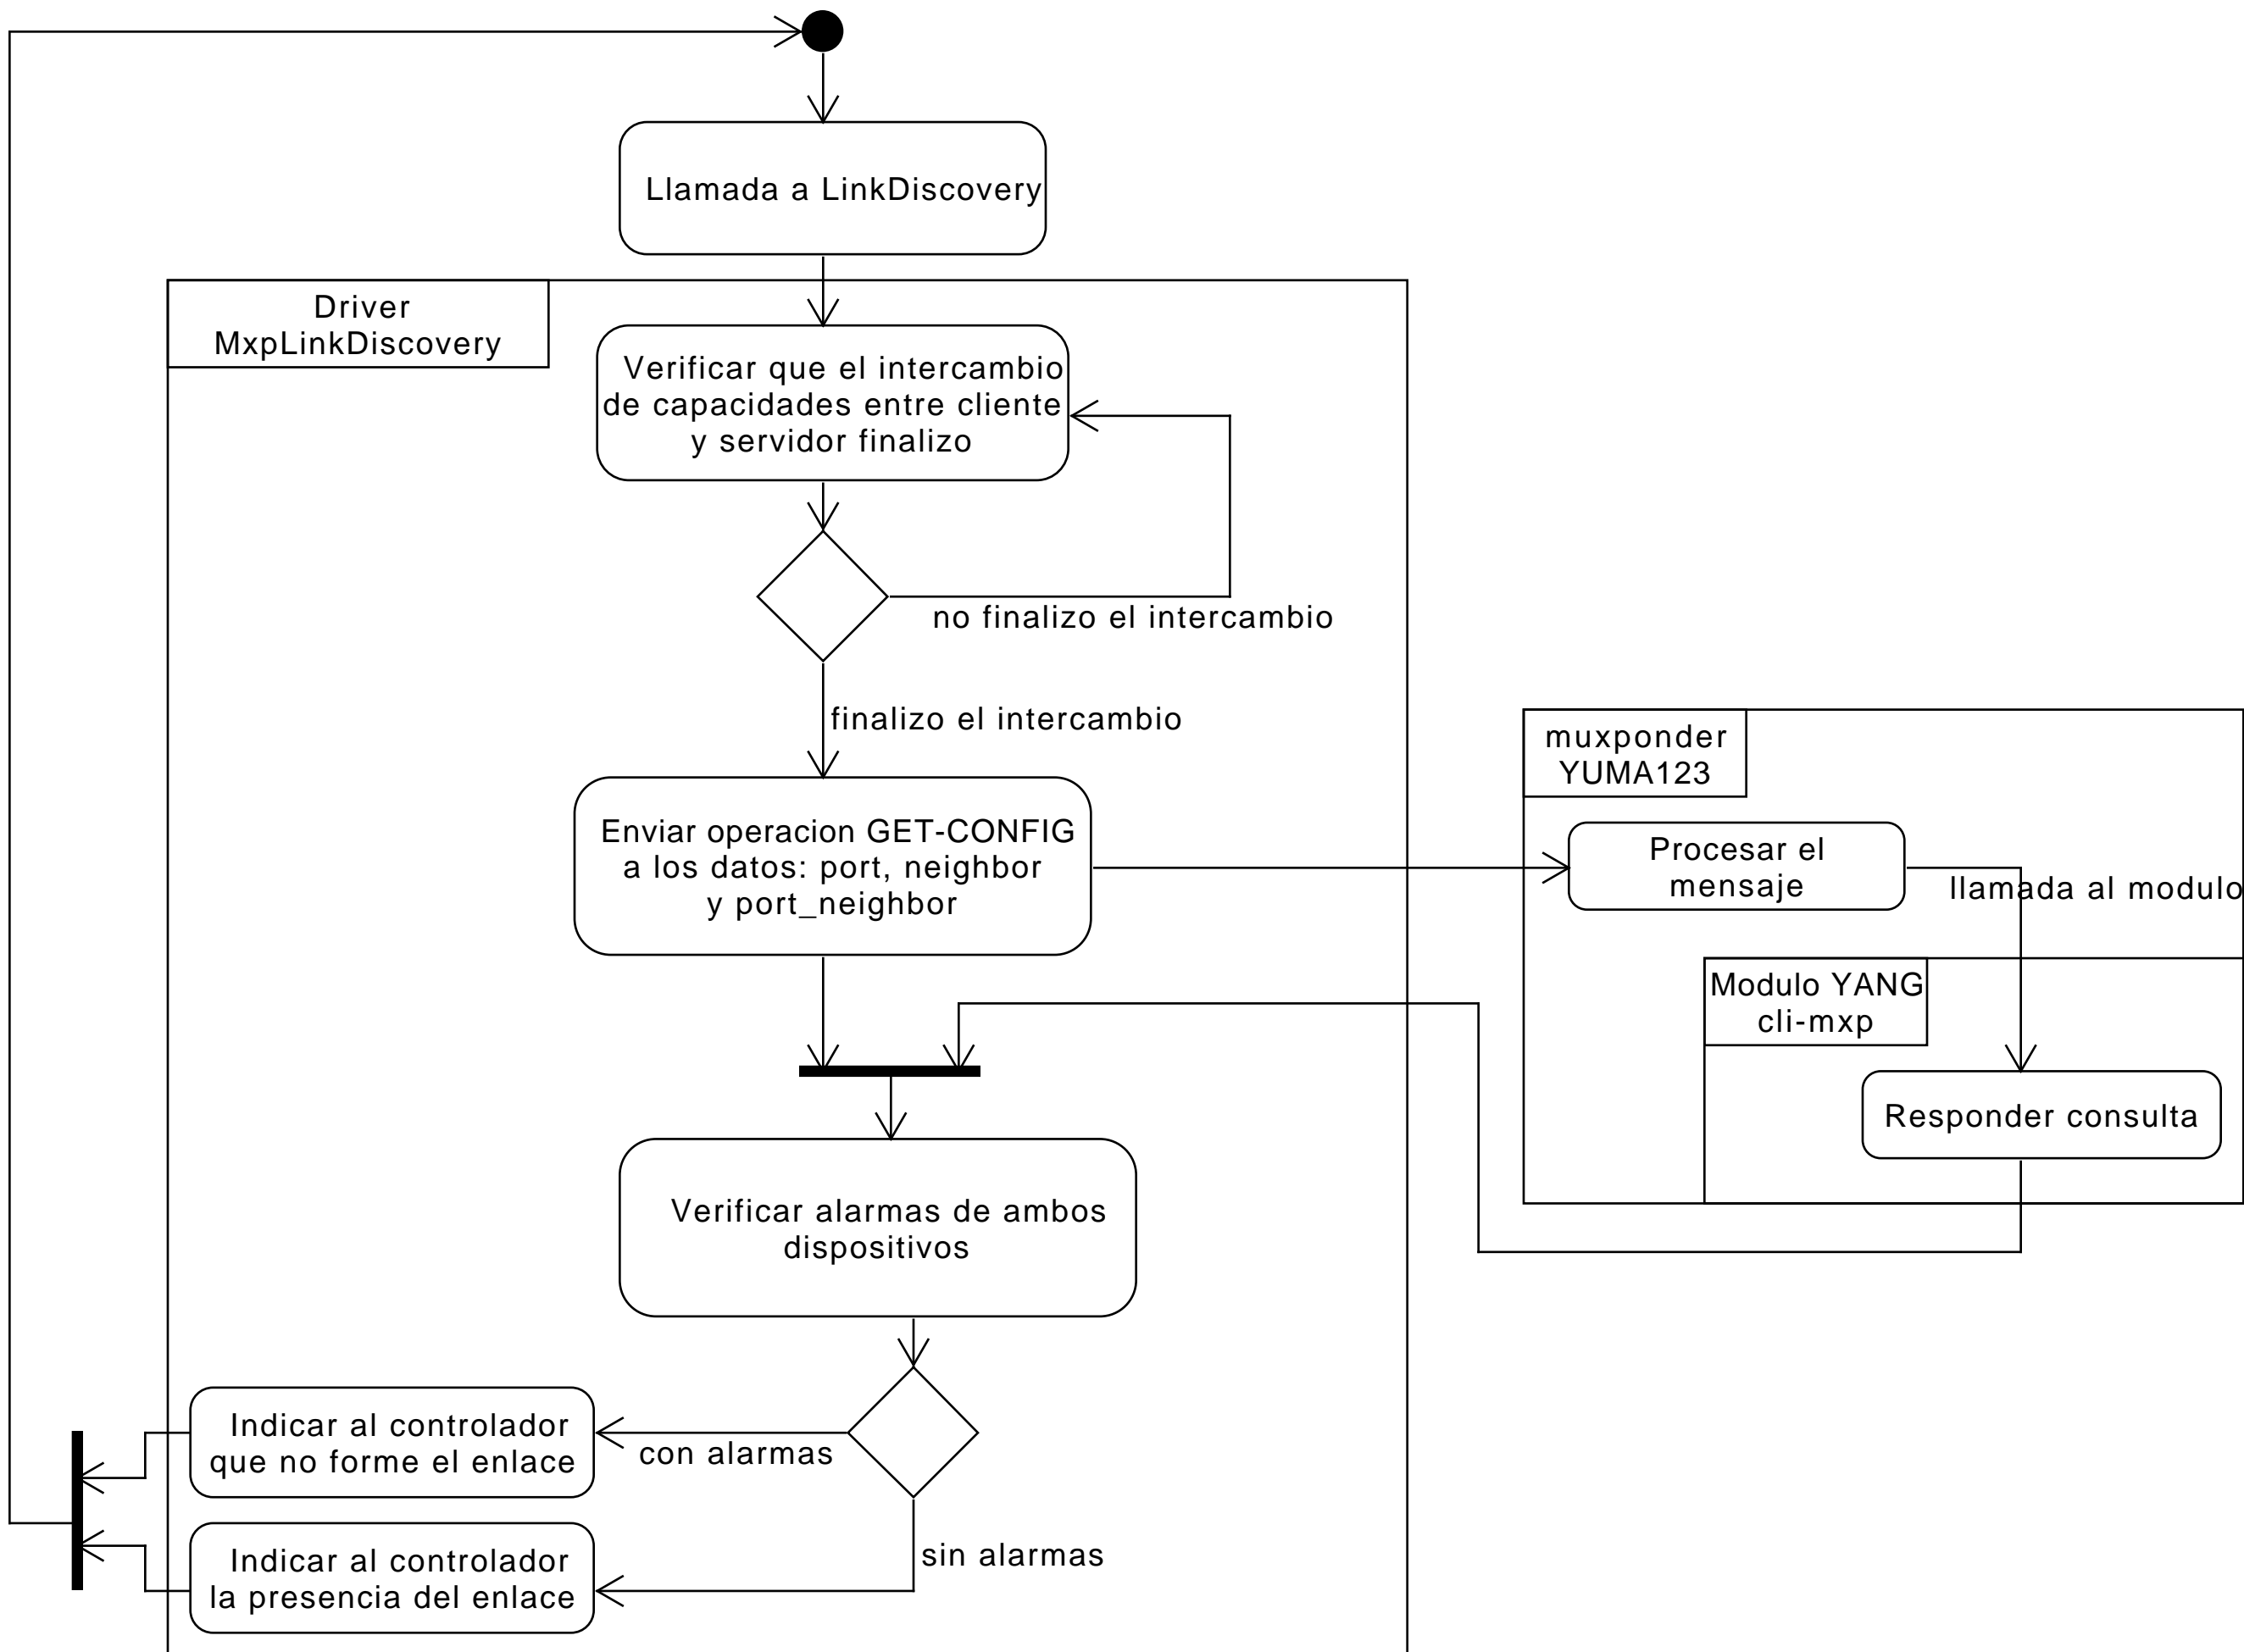 Llamada a LinkDiscovery
Driver
MxpLinkDiscovery
Verificar que el intercambio
de capacidades entre cliente
y servidor finalizo
no finalizo el intercambio
finalizo el intercambio
muxponder
YUMA123
Enviar operacion GET-CONFIG
a los datos: port, neighbor
y port_neighbor
Procesar el
mensaje
llamada al modulo
Modulo YANG
cli-mxp
Responder consulta
Verificar alarmas de ambos
dispositivos
Indicar al controlador
que no forme el enlace
con alarmas
Indicar al controlador
la presencia del enlace
sin alarmas